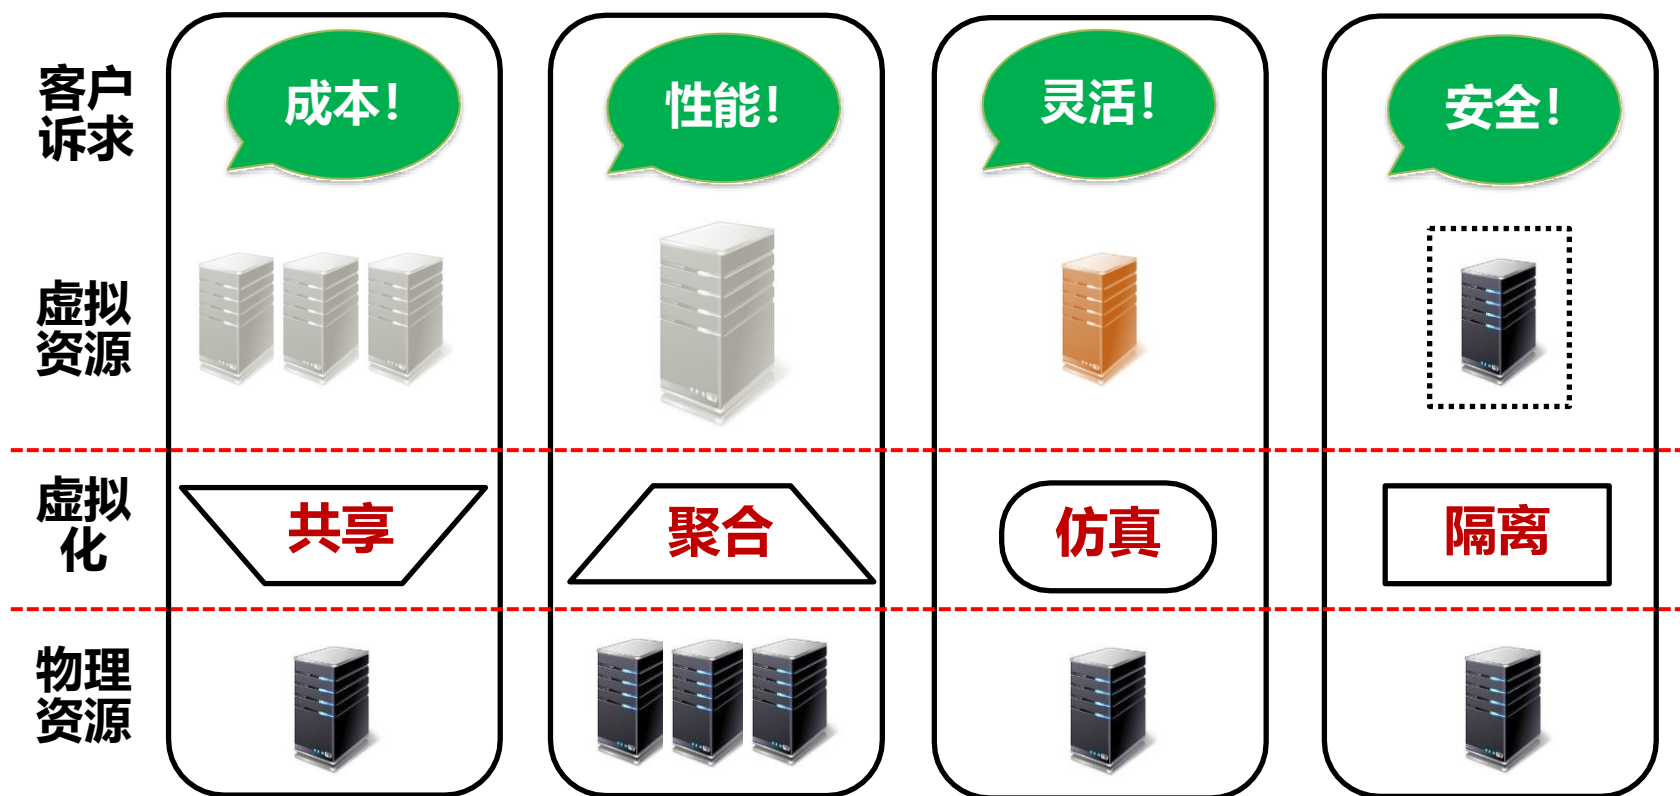 客户
诉求
成本！
性能！
灵活！
安全！
虚拟
资源
虚拟
化
共享
聚合
仿真
隔离
物理
资源